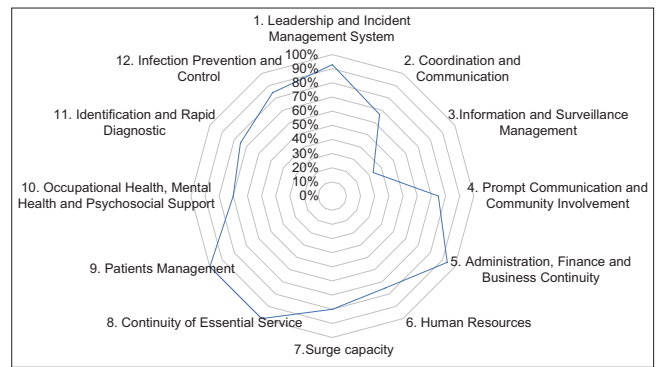 1. Leadership and Incident
Management System
2. Coordination and
Communication
3.Information and Surveillance
Management
4. Prompt Communication and
Community Involvement
5. Administration, Finance and
Business Continuity
6. Human Resources
7.Surge capacity
8. Continuity of Essential Service
9. Patients Management
10. Occupational Health, Mental
Health and Psychosocial Support
11. Identification and Rapid
Diagnostic
12. Infection Prevention and
Control
100%
90%
80%
70%
60%
50%
40%
30%
20%
10%
0%